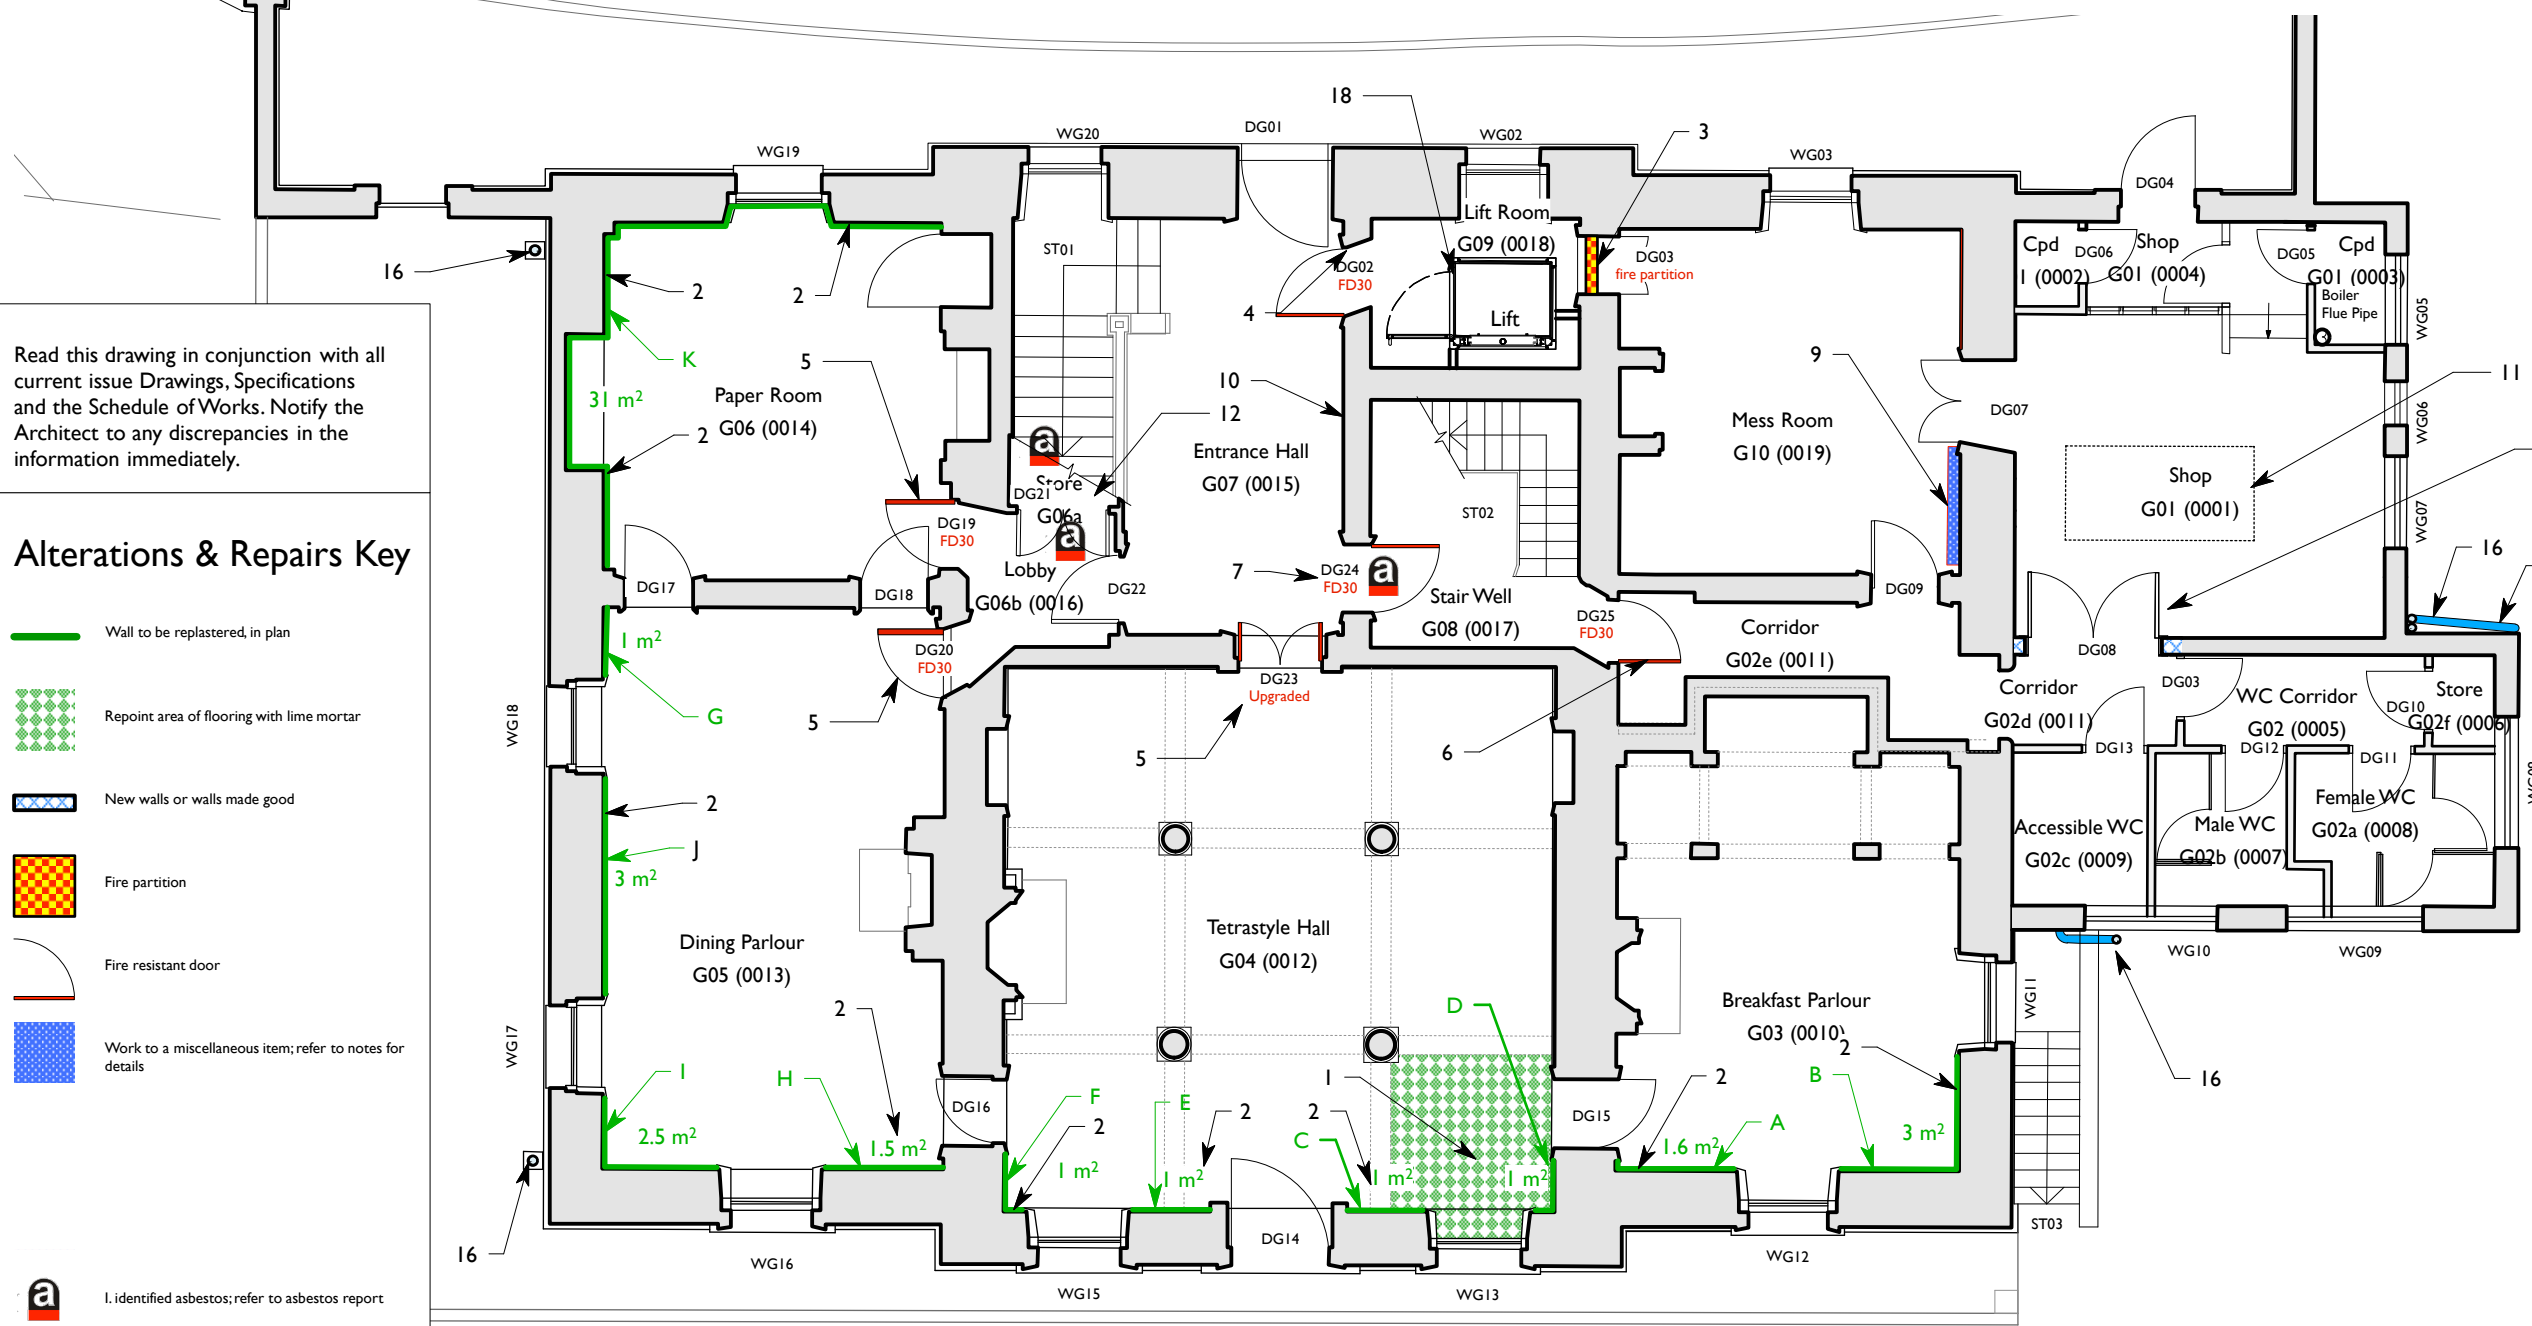 18
3
WG20
DG01
WG02
WG19
WG03
DG04
Lift Room
G09 (0018)
ST01
16
DG02
FD30
DG03
fire partition
Cpd
1 (0002)
DG06
Shop
G01 (0004)
DG05
Cpd
G01 (0003)
Boiler
Flue Pipe
WG05
2
2
4
Lift
K
5
9
11
31 m²
Paper Room
G06 (0014)
2
10
12
Mess Room
G10 (0019)
DG07
WG06
Entrance Hall
G07 (0015)
Shop
G01 (0001)
WG07
Store
G06a
DG21
a
a
DG19
FD30
ST02
16
Read this drawing in conjunction with all
current issue Drawings, Specifications
and the Schedule of Works. Notify the
Architect to any discrepancies in the
information immediately.
Alterations & Repairs Key
Wall to be replastered, in plan
Repoint area of flooring with lime mortar
New walls or walls made good
Fire partition
Fire resistant door
Work to a miscellaneous item; refer to notes for
details
a
1. identified asbestos; refer to asbestos report
DG17
DG18
Lobby
G06b (0016)
DG22
7
DG24
FD30
a
Stair Well
G08 (0017)
DG25
FD30
DG09
Corridor
G02e (0011)
DG08
1 m²
DG20
FD30
DG23
Upgraded
G
5
5
6
WG18
Corridor
G02d (0011)
DG03
WC Corridor
G02 (0005)
DG10
Store
G02f (0006)
DG13
DG12
DG11
2
J
3 m²
Accessible WC
G02c (0009)
Male WC
G02b (0007)
Female WC
G02a (0008)
Dining Parlour
G05 (0013)
Tetrastyle Hall
G04 (0012)
Breakfast Parlour
G03 (0010)
WG11
WG10
WG09
WG17
2
D
2
16
I
H
F
E
2
1
2
2
B
DG16
DG15
2.5 m²
1.5 m²
2
1 m²
1 m²
C
1 m²
1 m²
1.6 m²
A
3 m²
16
DG14
ST03
WG16
WG12
WG15
WG13